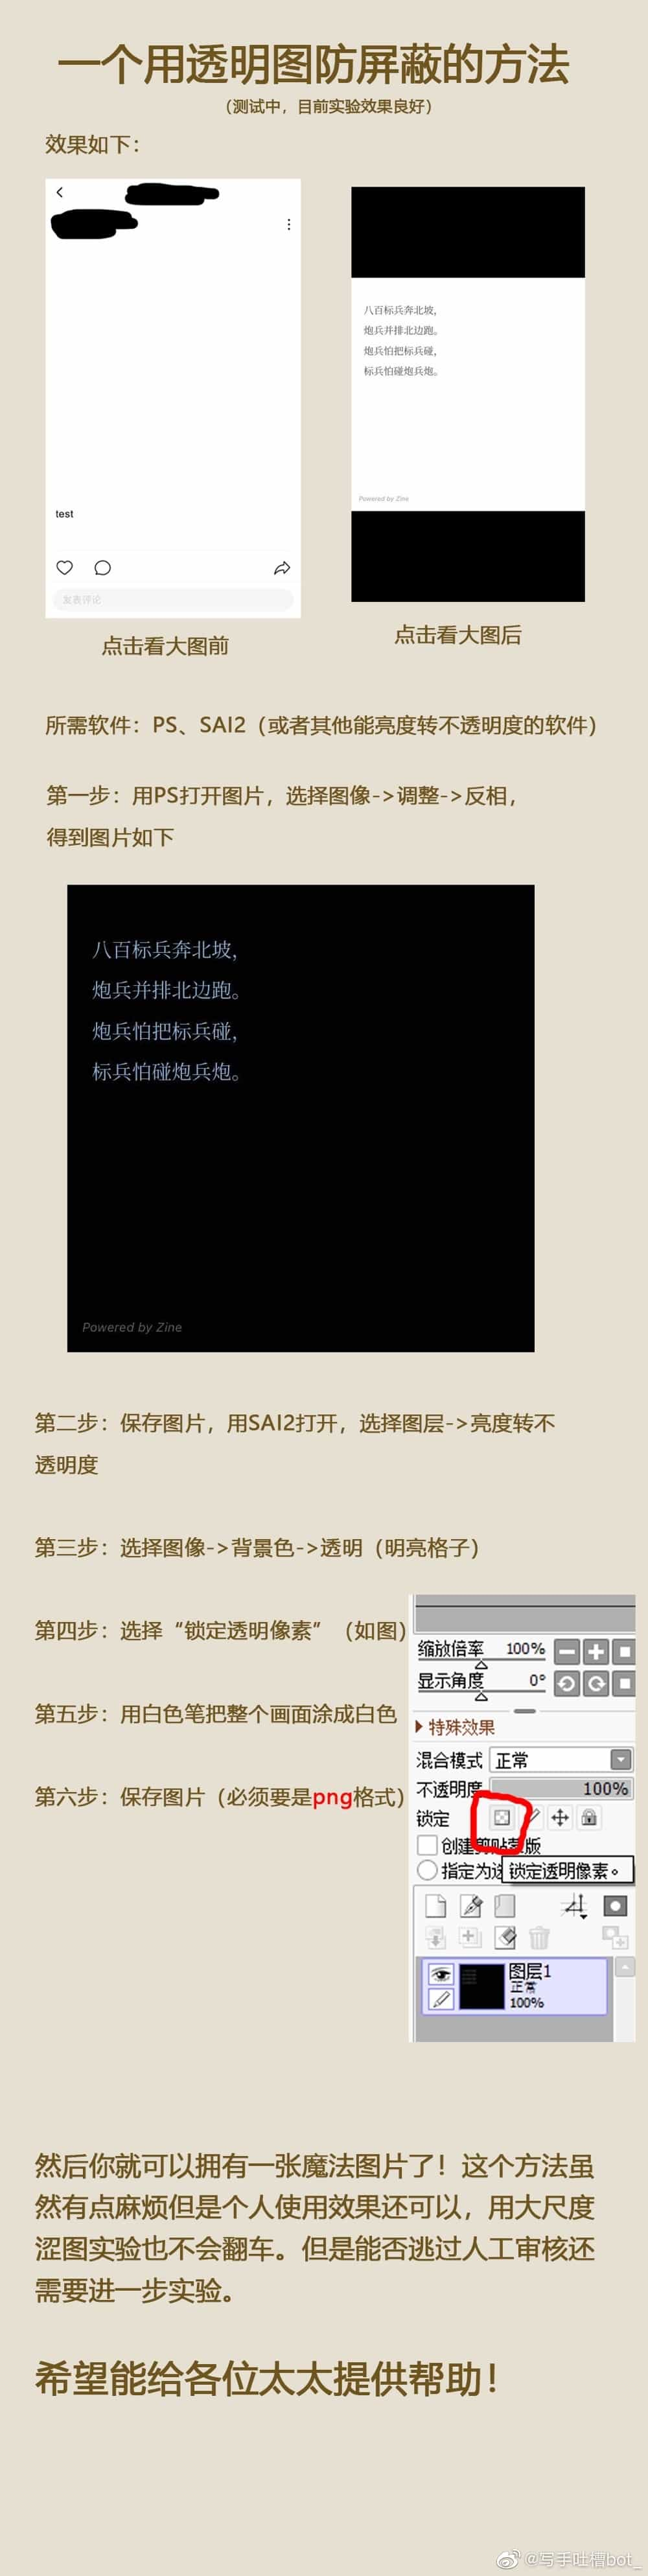 一个用透明图防屏蔽的方法
（测试中，目前实验效果良好）
效果如下：
test
发表评论
八百标兵奔北坡，
炮兵并排北边跑。
炮兵怕把标兵碰，
标兵怕碰炮兵炮。
Powered by Zine
点击看大图前
点击看大图后
所需软件：PS、SAI2（或者其他能亮度转不透明度的软件）
第一步：用PS打开图片，选择图像->调整->反相，
得到图片如下
八百标兵奔北坡，
炮兵并排北边跑。
炮兵怕把标兵碰，
标兵怕碰炮兵炮。
Powered by Zine
第二步：保存图片，用SAI2打开，选择图层->亮度转不
透明度
第三步：选择图像->背景色->透明（明亮格子）
第四步：选择“锁定透明像素”（如图）
第五步：用白色笔把整个画面涂成白色
第六步：保存图片（必须要是png格式）
缩放倍率 100%
显示角度 0°
特殊效果
混合模式 正常
不透明度 100%
锁定
创建剪贴蒙版
指定为选
锁定透明像素。
图层1
正常
100%
然后你就可以拥有一张魔法图片了！这个方法虽
然有点麻烦但是个人使用效果还可以，用大尺度
涩图实验也不会翻车。但是能否逃过人工审核还
需要进一步实验。
希望能给各位太太提供帮助！
@写手吐槽bot_